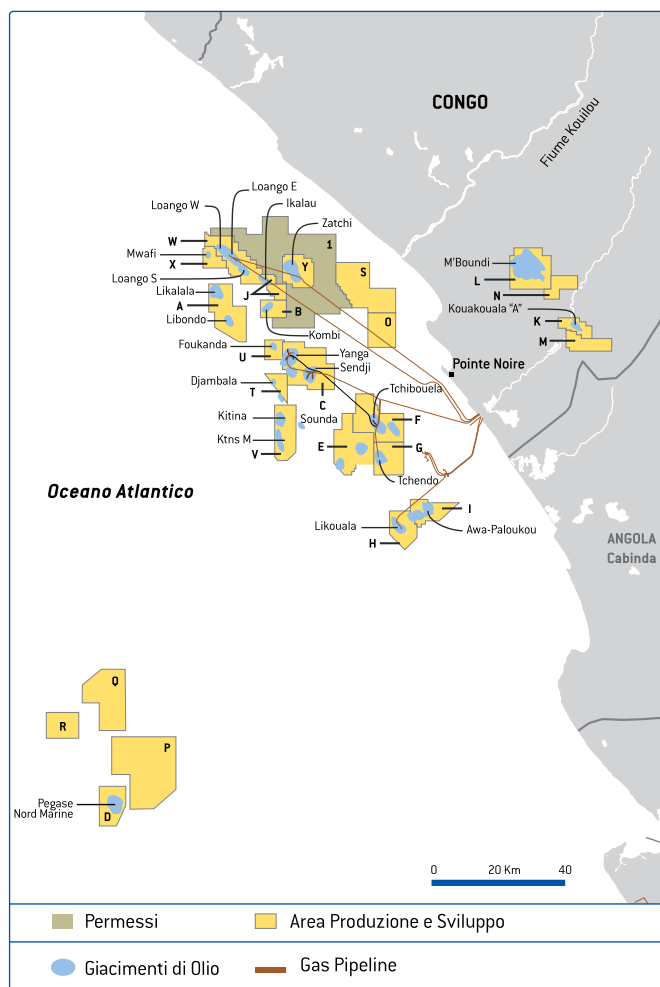 CONGO
Fiume Kouilou
Loango E
Loango W
Ikalau
Zatchi
W
1
Mwafi
X
Y
S
M'Boundi
Loango S
L
Likalala
J
N
A
B
Kouakouala "A"
Libondo
O
K
Kombi
M
Foukanda
Yanga
U
Sendji
Pointe Noire
Djambala
T
I
C
Tchibouela
Kitina
Sounda
F
Ktns M
E
G
V
Tchendo
Oceano Atlantico
I
Likouala
Awa-Paloukou
H
ANGOLA
Cabinda
Q
R
P
Pegase
Nord Marine
D
0 20 Km 40
Permessi
Area Produzione e Sviluppo
Giacimenti di Olio
Gas Pipeline